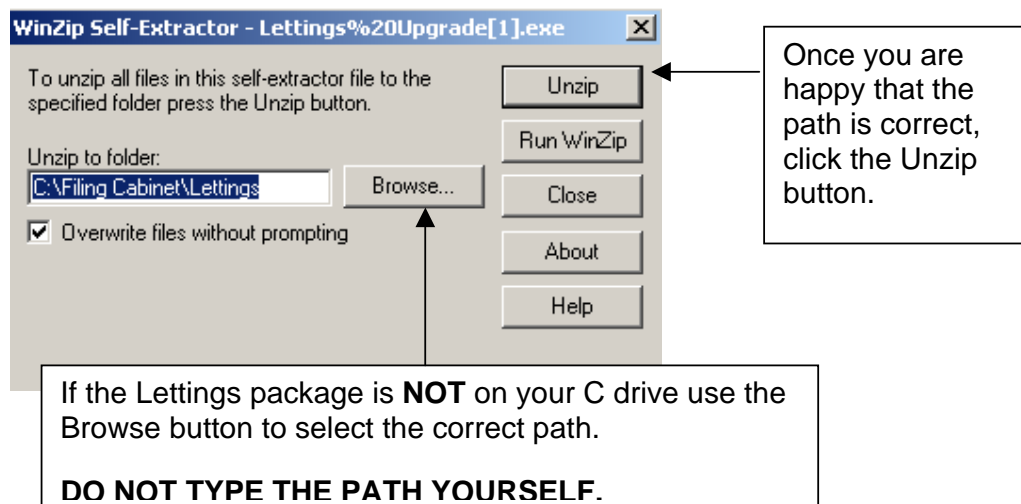 WinZip Self-Extractor - Lettings%20Upgrade[1].exe
To unzip all files in this self-extractor file to the
specified folder press the Unzip button.
Unzip to folder:
C:\Filing Cabinet\Lettings
Browse...
Overwrite files without prompting
Unzip
Run WinZip
Close
About
Help
Once you are
happy that the
path is correct,
click the Unzip
button.
If the Lettings package is NOT on your C drive use the
Browse button to select the correct path.
DO NOT TYPE THE PATH YOURSELF.